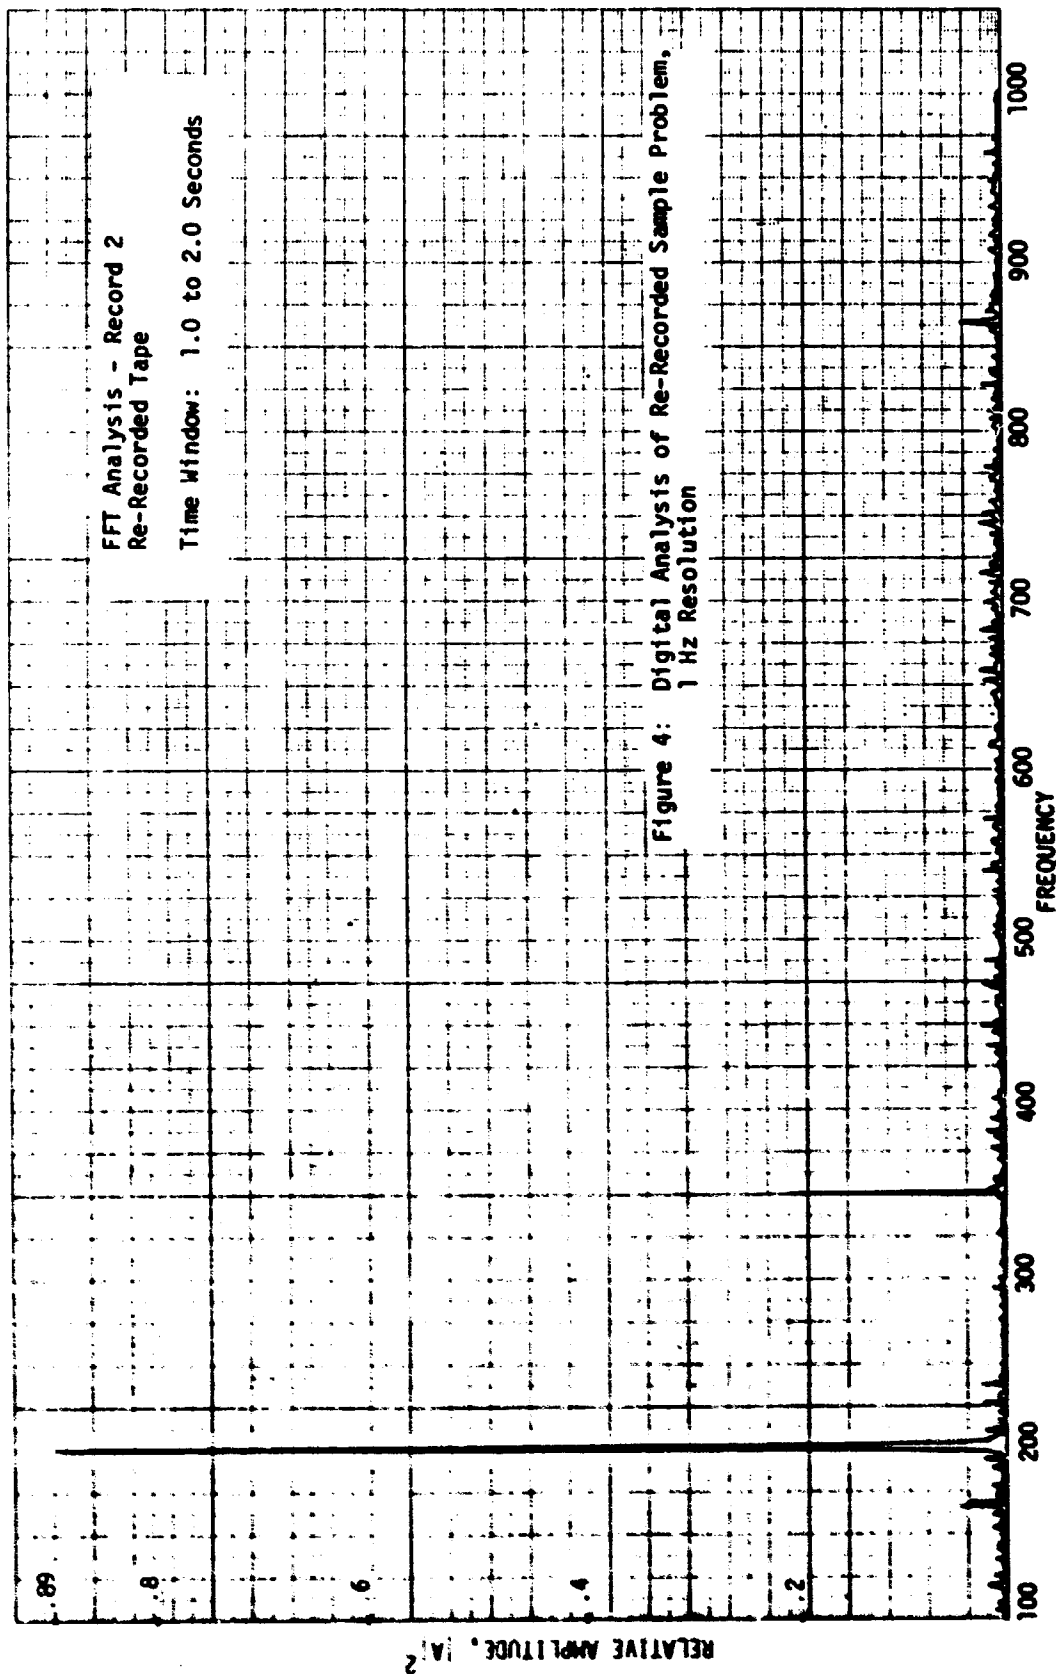 FFT Analysis - Record 2
Re-Recorded Tape
Time Window: 1.0 to 2.0 Seconds
Figure 4: Digital Analysis of Re-Recorded Sample Problem,
1 Hz Resolution
RELATIVE AMPLITUDE, |A|²
.89
.8
.6
.4
.2
100 200 300 400 500 600 700 800 900 1000
FREQUENCY